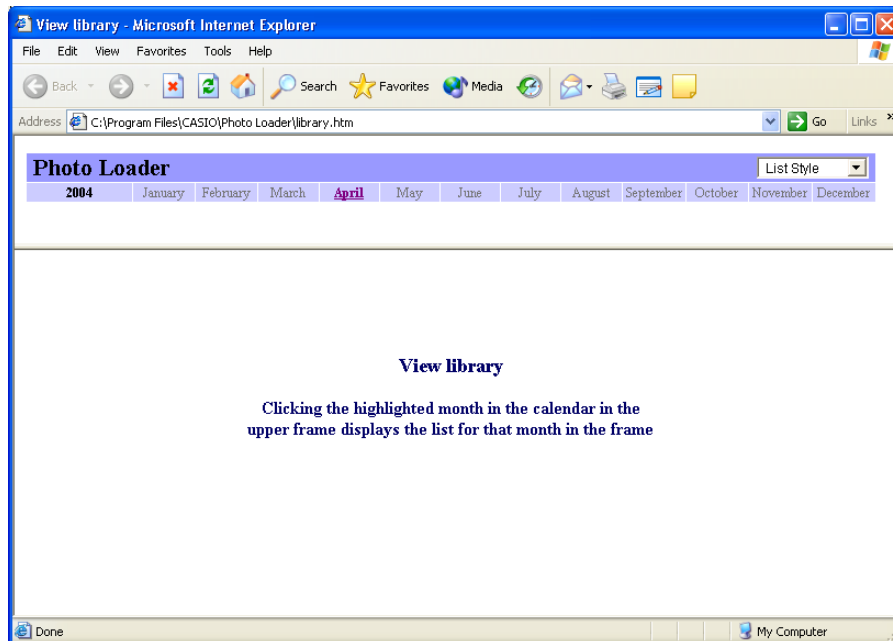 View library - Microsoft Internet Explorer
File Edit View Favorites Tools Help
Back Search Favorites Media
Address C:\Program Files\CASIO\Photo Loader\library.htm Go Links »
Photo Loader List Style
2004 January February March April May June July August September October November December
View library
Clicking the highlighted month in the calendar in the
upper frame displays the list for that month in the frame
Done My Computer